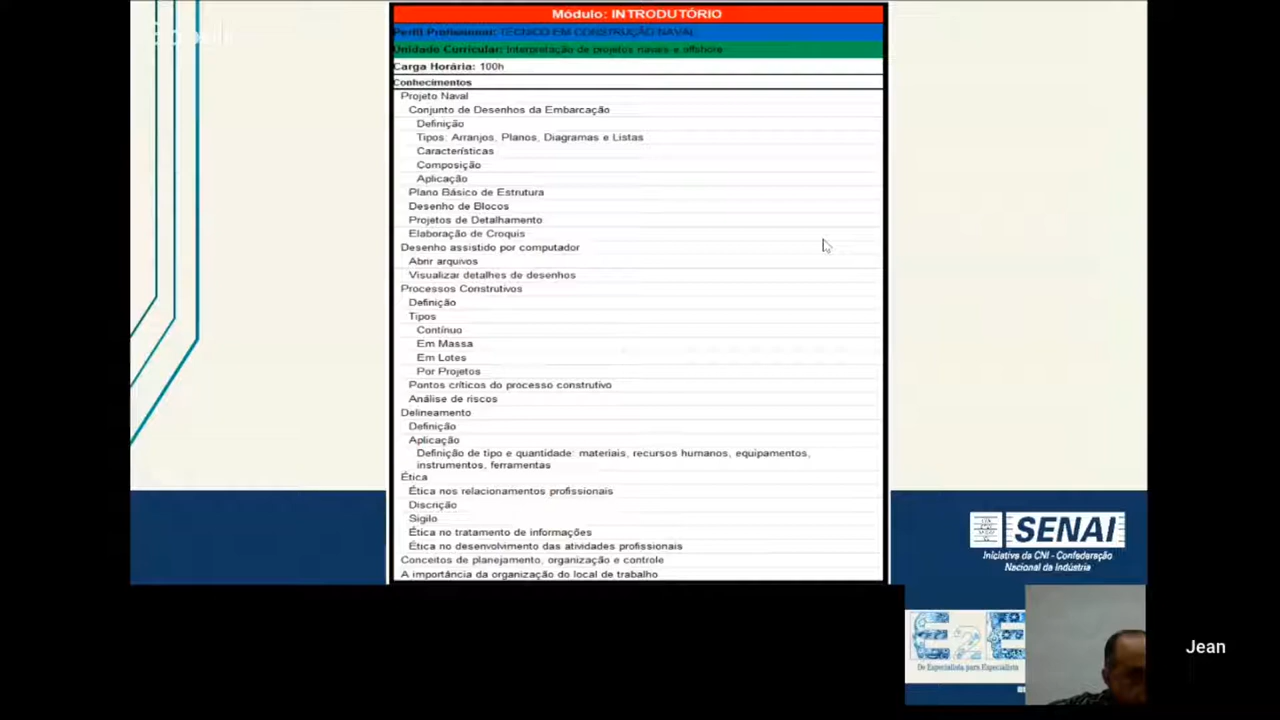 Módulo: INTRODUTÓRIO
Perfil Profissional: TÉCNICO EM CONSTRUÇÃO NAVAL
Unidade Curricular: Interpretação de projetos navais e offshore
Carga Horária: 100h
Conhecimentos
Projeto Naval
Conjunto de Desenhos da Embarcação
Definição
Tipos: Arranjos, Planos, Diagramas e Listas
Características
Composição
Aplicação
Plano Básico de Estrutura
Desenho de Blocos
Projetos de Detalhamento
Elaboração de Croquis
Desenho assistido por computador
Abrir arquivos
Visualizar detalhes de desenhos
Processos Construtivos
Definição
Tipos
Contínuo
Em Massa
Em Lotes
Por Projetos
Pontos críticos do processo construtivo
Análise de riscos
Delineamento
Definição
Aplicação
Definição de tipo e quantidade: materiais, recursos humanos, equipamentos,
instrumentos, ferramentas
Ética
Ética nos relacionamentos profissionais
Discrição
Sigilo
Ética no tratamento de informações
Ética no desenvolvimento das atividades profissionais
Conceitos de planejamento, organização e controle
A importância da organização do local de trabalho
SENAI
Iniciativa da CNI - Confederação
Nacional da Indústria
E2E
De Especialista para Especialista
Jean